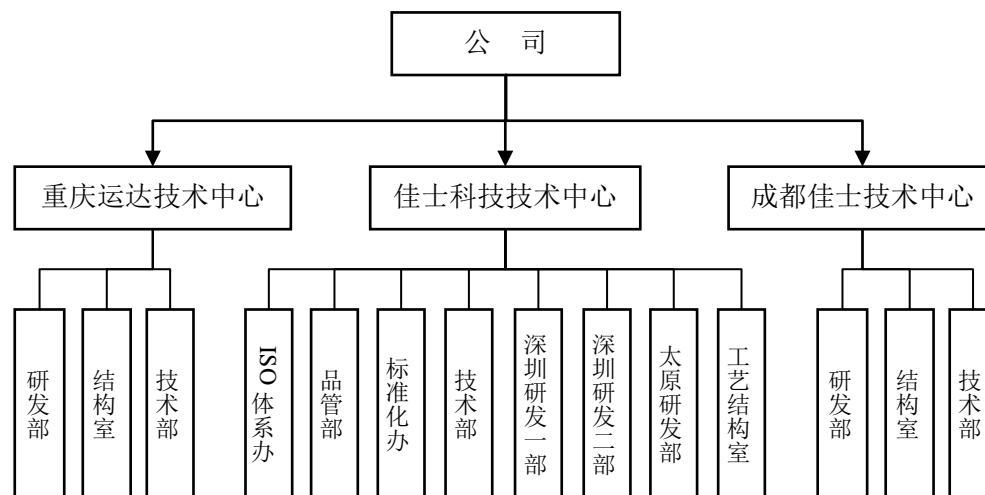 公 司
重庆运达技术中心
佳士科技技术中心
成都佳士技术中心
研发部
结构室
技术部
ISO 体系办
品管部
标准化办
技术部
深圳研发一部
深圳研发二部
太原研发部
工艺结构室
研发部
结构室
技术部